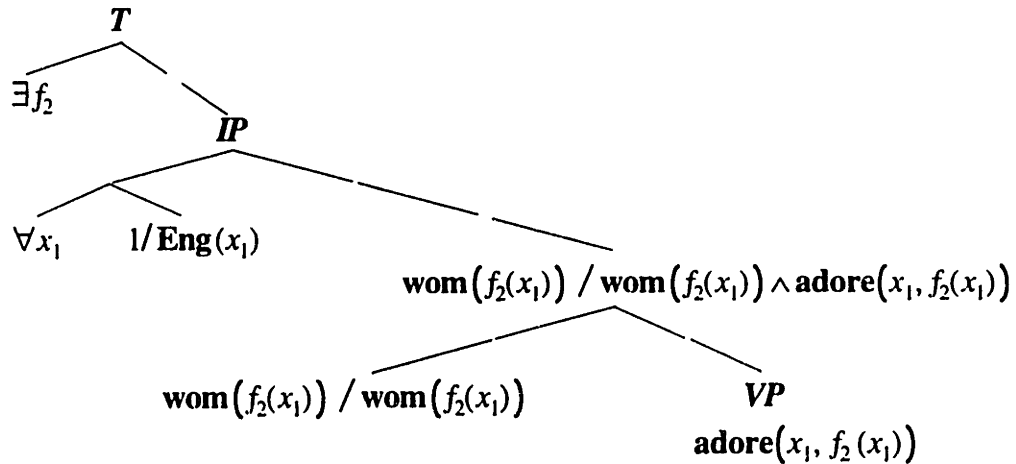 T
∃f₂
IP
∀x₁ 1/Eng(x₁)
wom(f₂(x₁)) / wom(f₂(x₁)) ∧ adore(x₁, f₂(x₁))
wom(f₂(x₁)) / wom(f₂(x₁)) VP
adore(x₁, f₂(x₁))